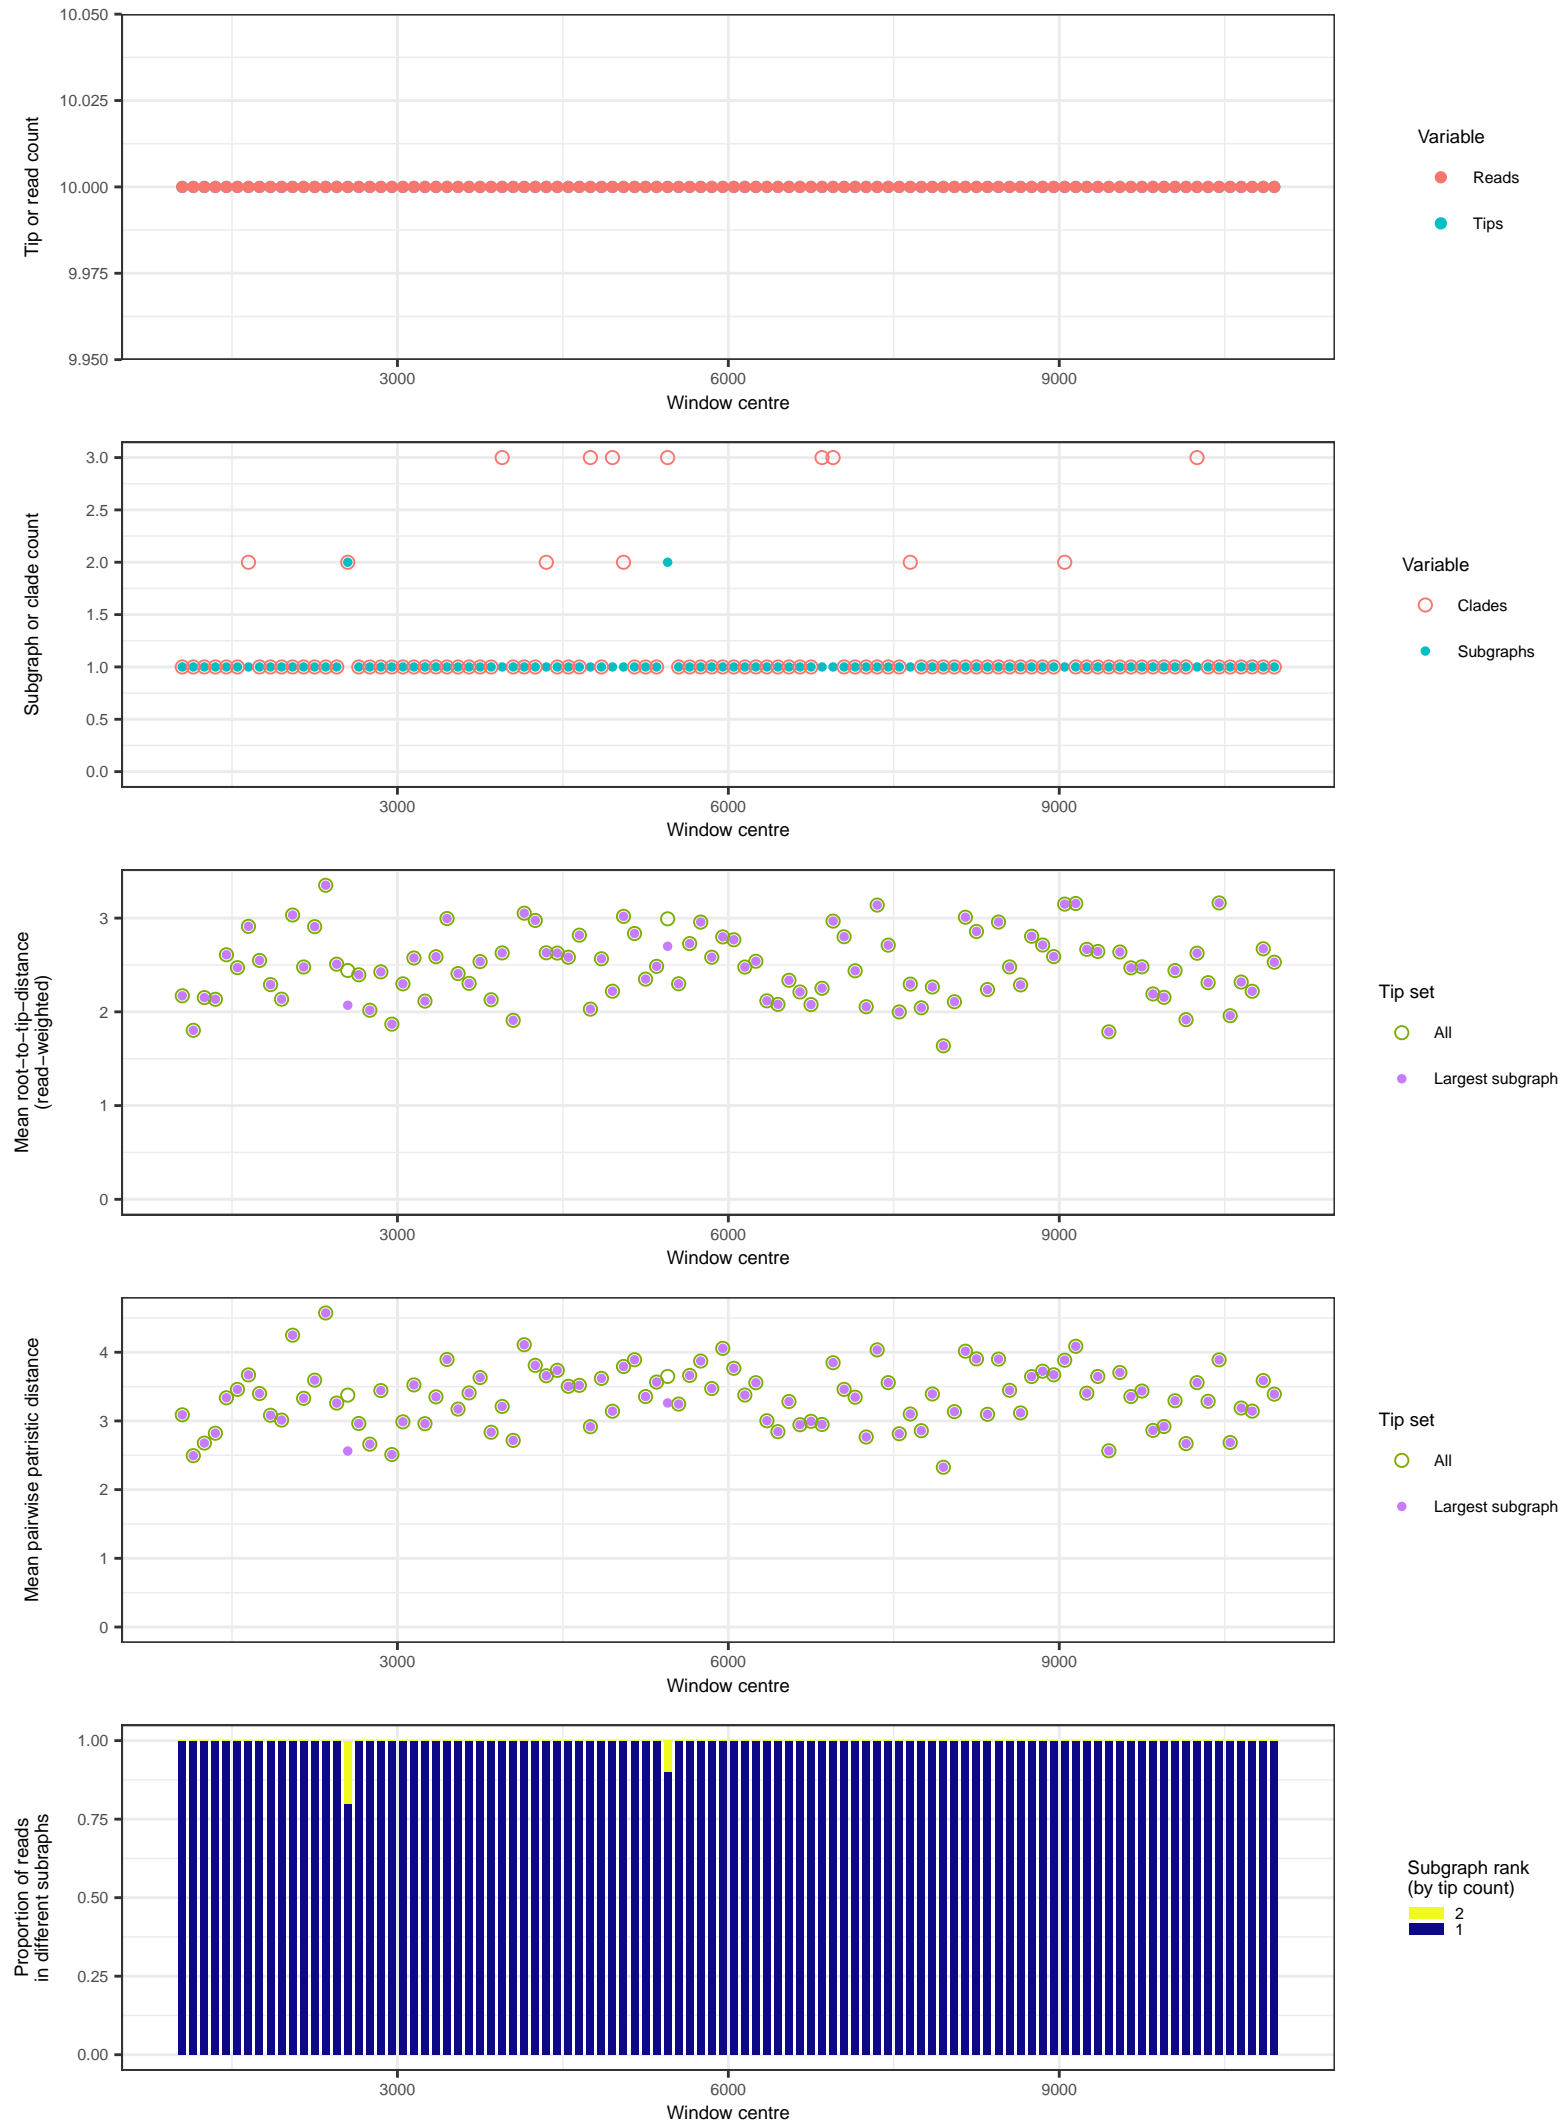 10.050
10.025
10.000
9.975
9.950
Tip or read count
3000
6000
9000
Window centre
Variable
Reads
Tips
3.0
2.5
2.0
1.5
1.0
0.5
0.0
Subgraph or clade count
3000
6000
9000
Window centre
Variable
Clades
Subgraphs
3
2
1
0
Mean root−to−tip−distance
(read−weighted)
3000
6000
9000
Window centre
Tip set
All
Largest subgraph
4
3
2
1
0
Mean pairwise patristic distance
3000
6000
9000
Window centre
Tip set
All
Largest subgraph
1.00
0.75
0.50
0.25
0.00
Proportion of reads
in different subraphs
3000
6000
9000
Window centre
Subgraph rank
(by tip count)
2
1